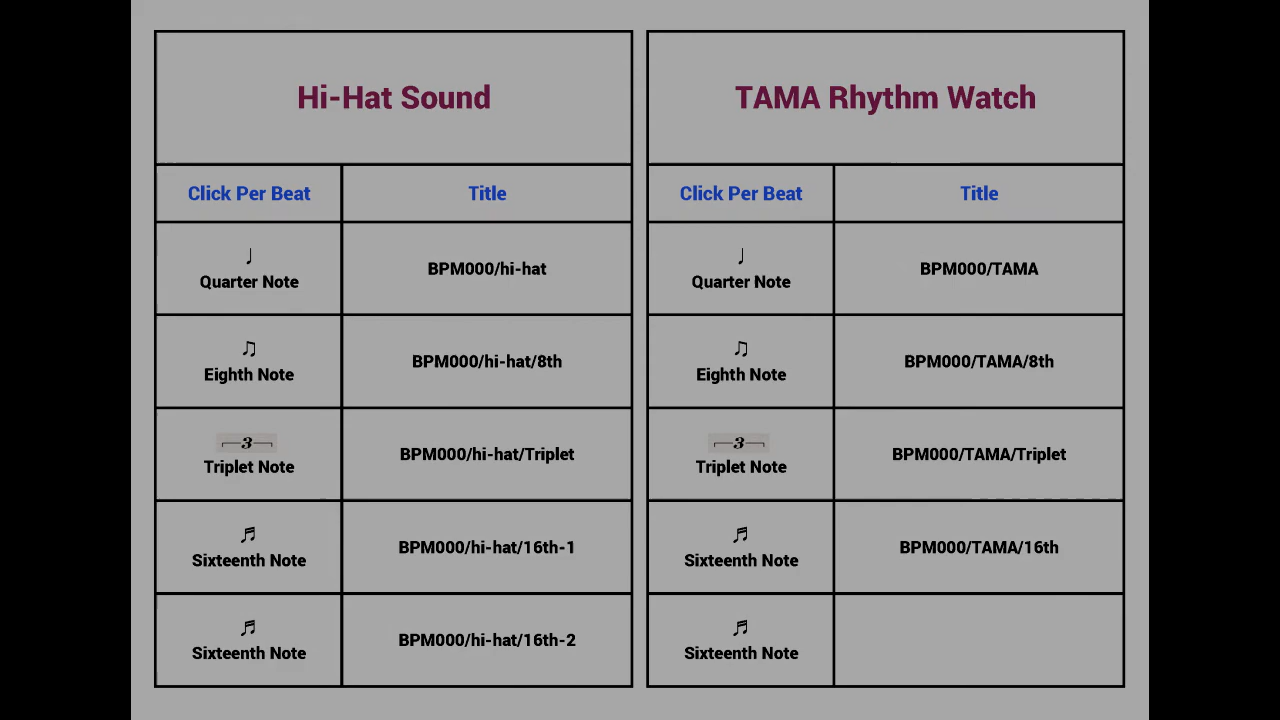 Hi-Hat Sound
Click Per Beat Title
♩
Quarter Note
BPM000/hi-hat
♫
Eighth Note
BPM000/hi-hat/8th
3
Triplet Note
BPM000/hi-hat/Triplet
♬
Sixteenth Note
BPM000/hi-hat/16th-1
♬
Sixteenth Note
BPM000/hi-hat/16th-2
TAMA Rhythm Watch
Click Per Beat Title
♩
Quarter Note
BPM000/TAMA
♫
Eighth Note
BPM000/TAMA/8th
3
Triplet Note
BPM000/TAMA/Triplet
♬
Sixteenth Note
BPM000/TAMA/16th
♬
Sixteenth Note